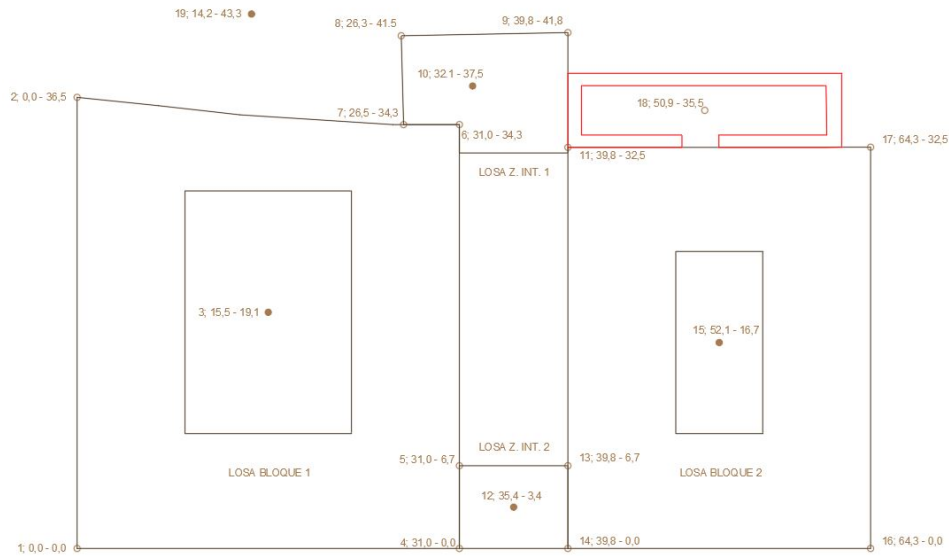 19; 14,2 - 43,3
8; 26,3 - 41.5
9; 39,8 - 41,8
10; 32.1 - 37,5
2; 0,0 - 36,5
18; 50,9 - 35,5
7; 26,5 - 34,3
6; 31,0 - 34,3
17; 64,3 - 32,5
11; 39,8 - 32,5
LOSA Z. INT. 1
3; 15,5 - 19,1
15; 52,1 - 16,7
LOSA Z. INT. 2
5; 31,0 - 6,7
13; 39,8 - 6,7
LOSA BLOQUE 1
LOSA BLOQUE 2
12; 35,4 - 3,4
1; 0,0 - 0,0
4; 31,0 - 0,0
14; 39,8 - 0,0
16; 64,3 - 0,0